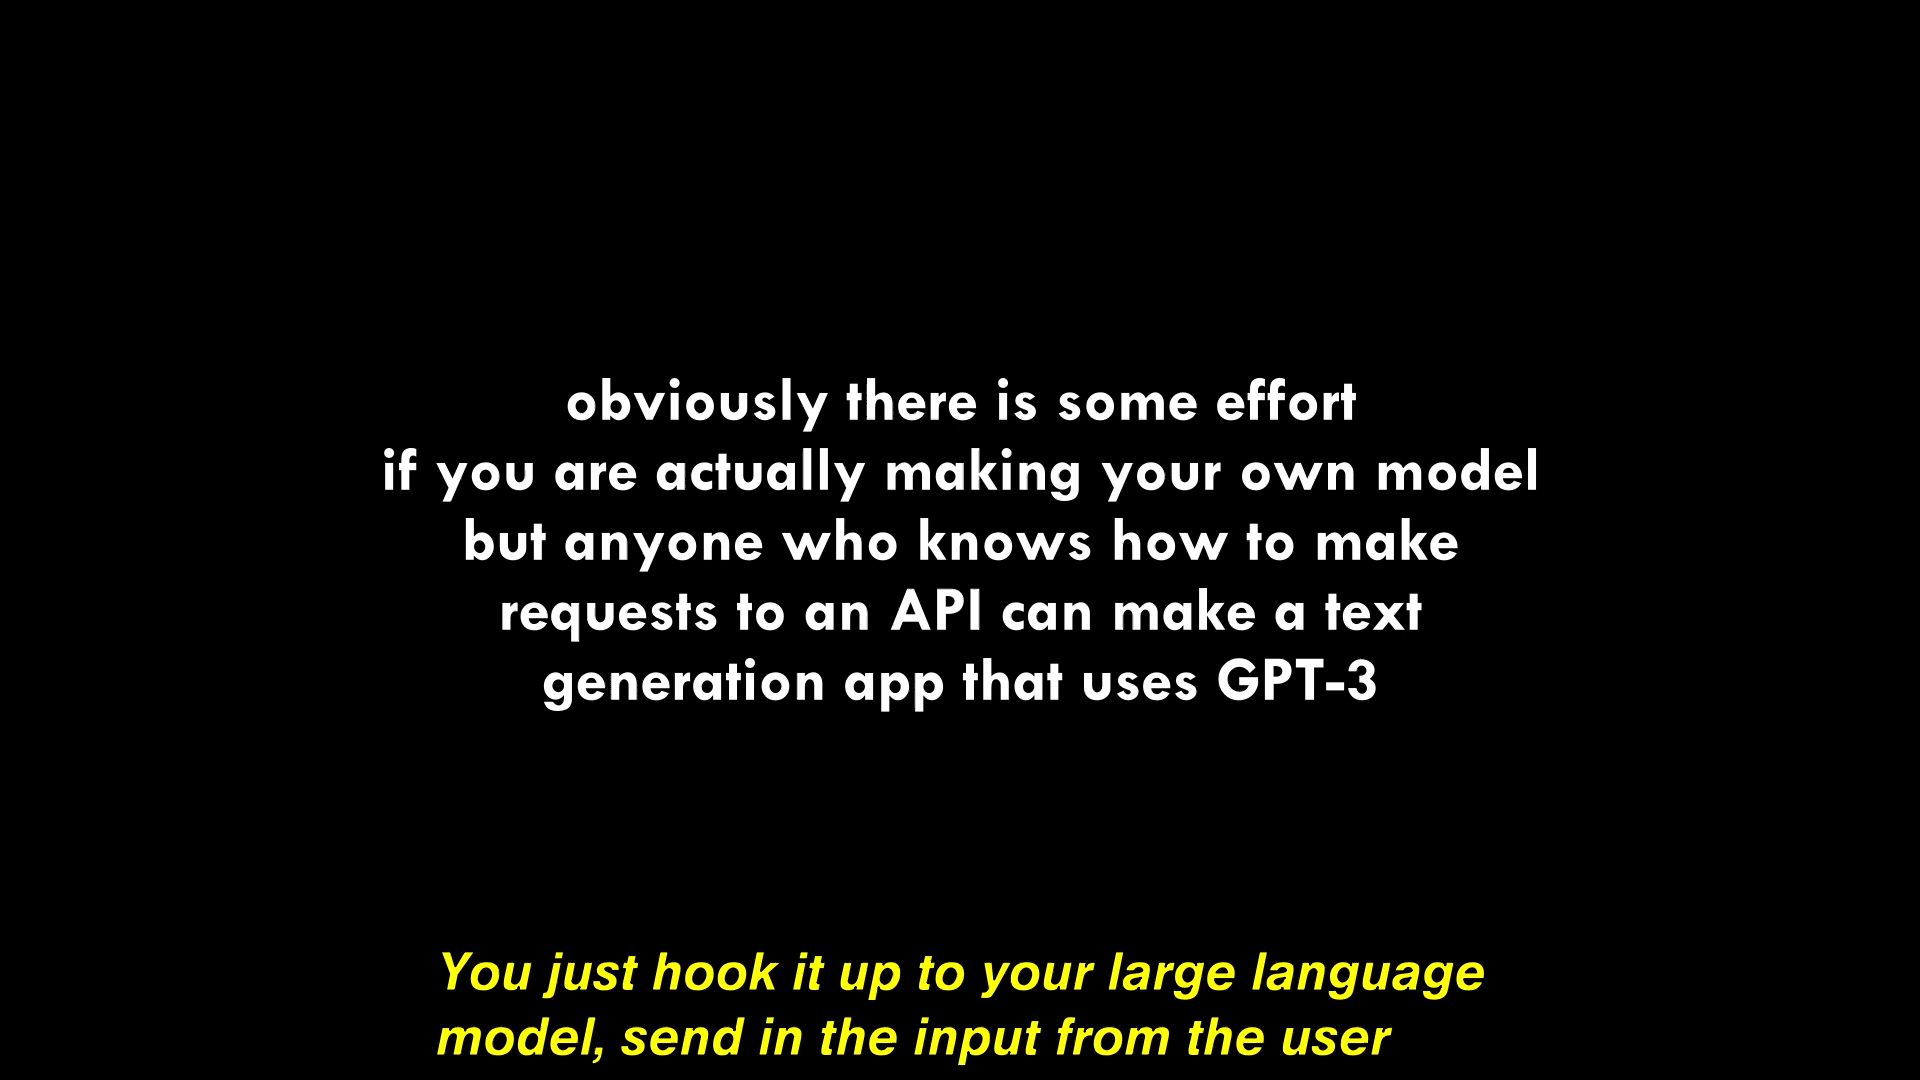 obviously there is some effort
if you are actually making your own model
but anyone who knows how to make
requests to an API can make a text
generation app that uses GPT-3
You just hook it up to your large language
model, send in the input from the user